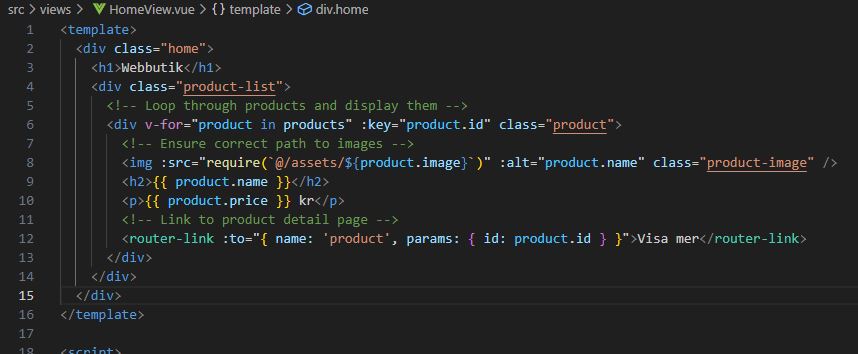 src > views > HomeView.vue > {} template > div.home
1 <template>
2 <div class="home">
3 <h1>Webbutik</h1>
4 <div class="product-list">
5 <!-- Loop through products and display them -->
6 <div v-for="product in products" :key="product.id" class="product">
7 <!-- Ensure correct path to images -->
8 <img :src="require(`@/assets/${product.image}`)" :alt="product.name" class="product-image" />
9 <h2>{{ product.name }}</h2>
10 <p>{{ product.price }} kr</p>
11 <!-- Link to product detail page -->
12 <router-link :to="{ name: 'product', params: { id: product.id } }">Visa mer</router-link>
13 </div>
14 </div>
15 </div>
16 </template>
17
18 <script>